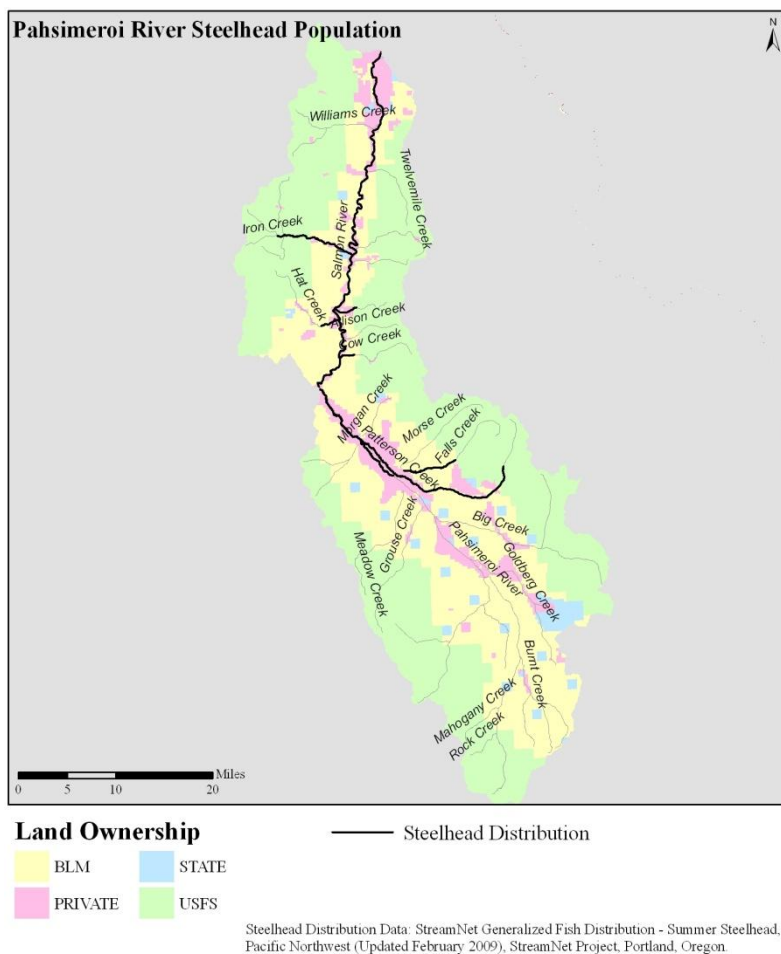 Pahsimeroi River Steelhead Population
N
Williams Creek
Twelvemile Creek
Iron Creek
Salmon River
Hat Creek
Allison Creek
Cow Creek
Morgan Creek
Morse Creek
Patterson Creek
Falls Creek
Big Creek
Grouse Creek
Pahsimeroi River
Goldberg Creek
Meadow Creek
Burnt Creek
Mahogany Creek
Rock Creek
Miles
0 5 10 20
Land Ownership
Steelhead Distribution
BLM
STATE
PRIVATE
USFS
Steelhead Distribution Data: StreamNet Generalized Fish Distribution - Summer Steelhead,
Pacific Northwest (Updated February 2009), StreamNet Project, Portland, Oregon.